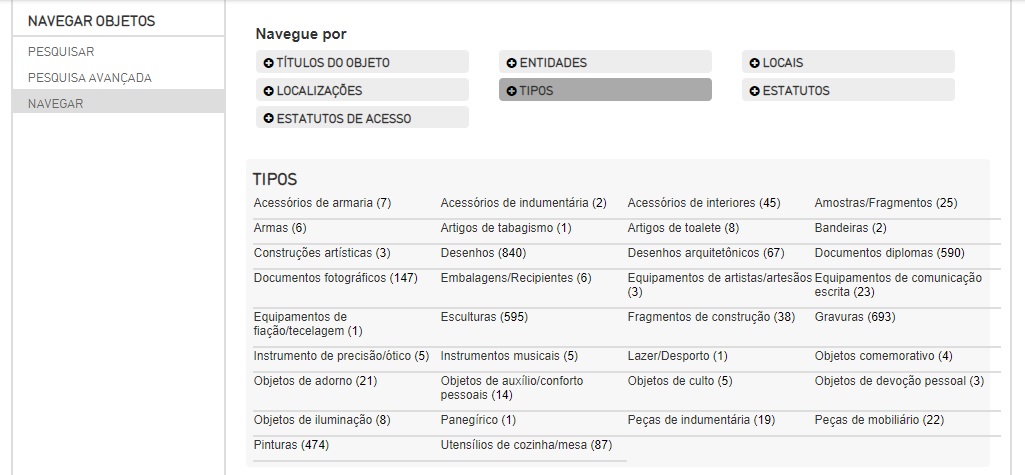 NAVEGAR OBJETOS
PESQUISAR
PESQUISA AVANÇADA
NAVEGAR
Navegue por
TÍTULOS DO OBJETO
ENTIDADES
LOCAIS
LOCALIZAÇÕES
TIPOS
ESTATUTOS
ESTATUTOS DE ACESSO
TIPOS
Acessórios de armaria (7)
Acessórios de indumentária (2)
Acessórios de interiores (45)
Amostras/Fragmentos (25)
Armas (6)
Artigos de tabagismo (1)
Artigos de toalete (8)
Bandeiras (2)
Construções artísticas (3)
Desenhos (840)
Desenhos arquitetônicos (67)
Documentos diplomas (590)
Documentos fotográficos (147)
Embalagens/Recipientes (6)
Equipamentos de artistas/artesãos
(3)
Equipamentos de comunicação
escrita (23)
Equipamentos de
fiação/tecelagem (1)
Esculturas (595)
Fragmentos de construção (38)
Gravuras (693)
Instrumento de precisão/ótico (5)
Instrumentos musicais (5)
Lazer/Desporto (1)
Objetos comemorativo (4)
Objetos de adorno (21)
Objetos de auxílio/conforto
pessoais (14)
Objetos de culto (5)
Objetos de devoção pessoal (3)
Objetos de iluminação (8)
Panegírico (1)
Peças de indumentária (19)
Peças de mobiliário (22)
Pinturas (474)
Utensílios de cozinha/mesa (87)